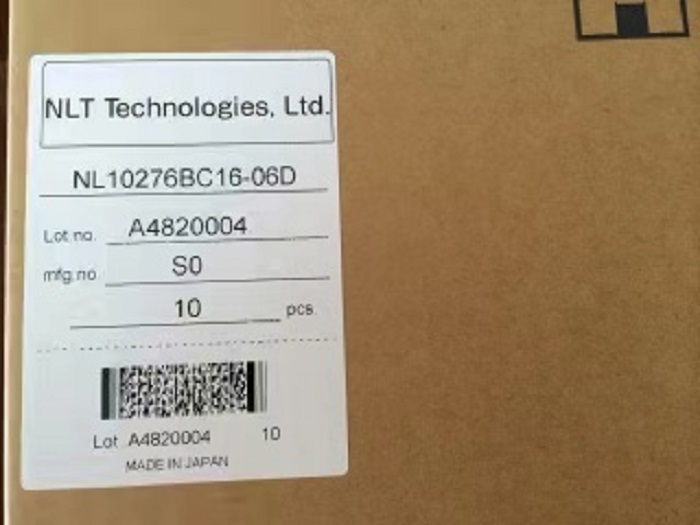 NLT Technologies, Ltd.
NL10276BC16-06D
Lot no. A4820004
mfg.no. S0
10 pcs.
Lot A4820004 10
MADE IN JAPAN